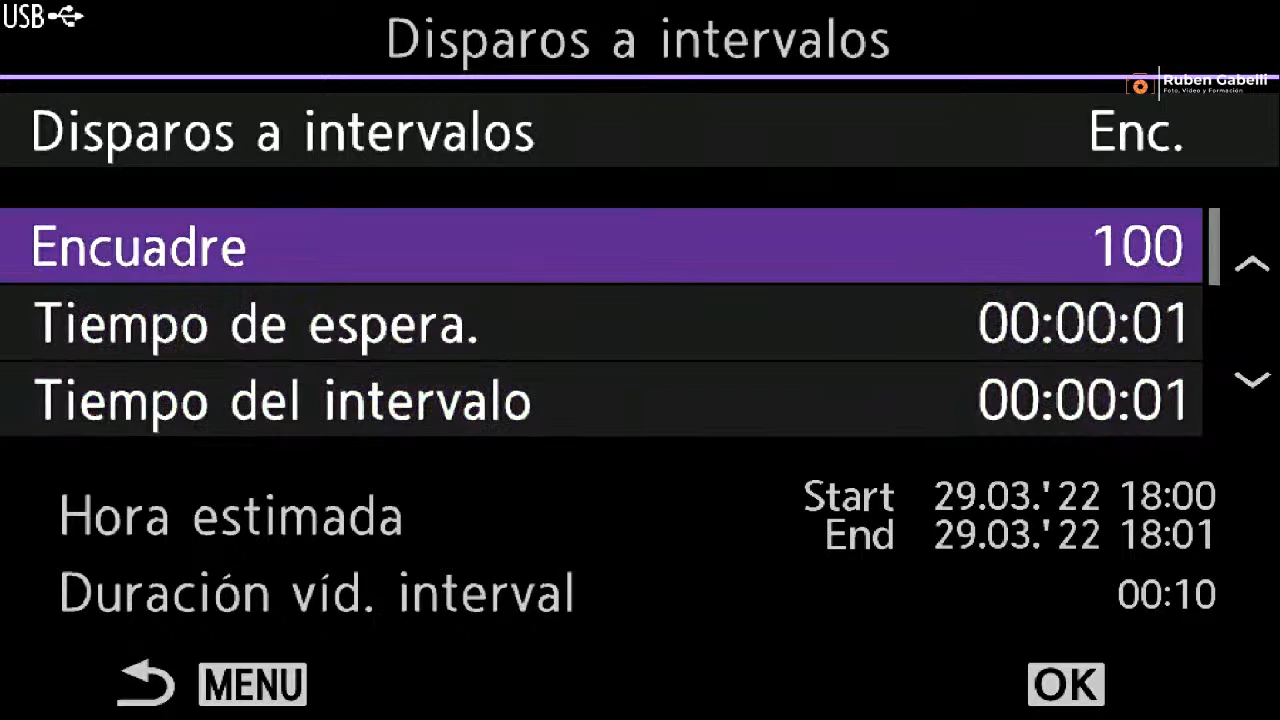 USB
Disparos a intervalos
Ruben Gabelli
Foto, Video y Formación
Disparos a intervalos Enc.
Encuadre 100
Tiempo de espera. 00:00:01
Tiempo del intervalo 00:00:01
Hora estimada Start 29.03.'22 18:00
End 29.03.'22 18:01
Duración víd. interval 00:10
MENU OK